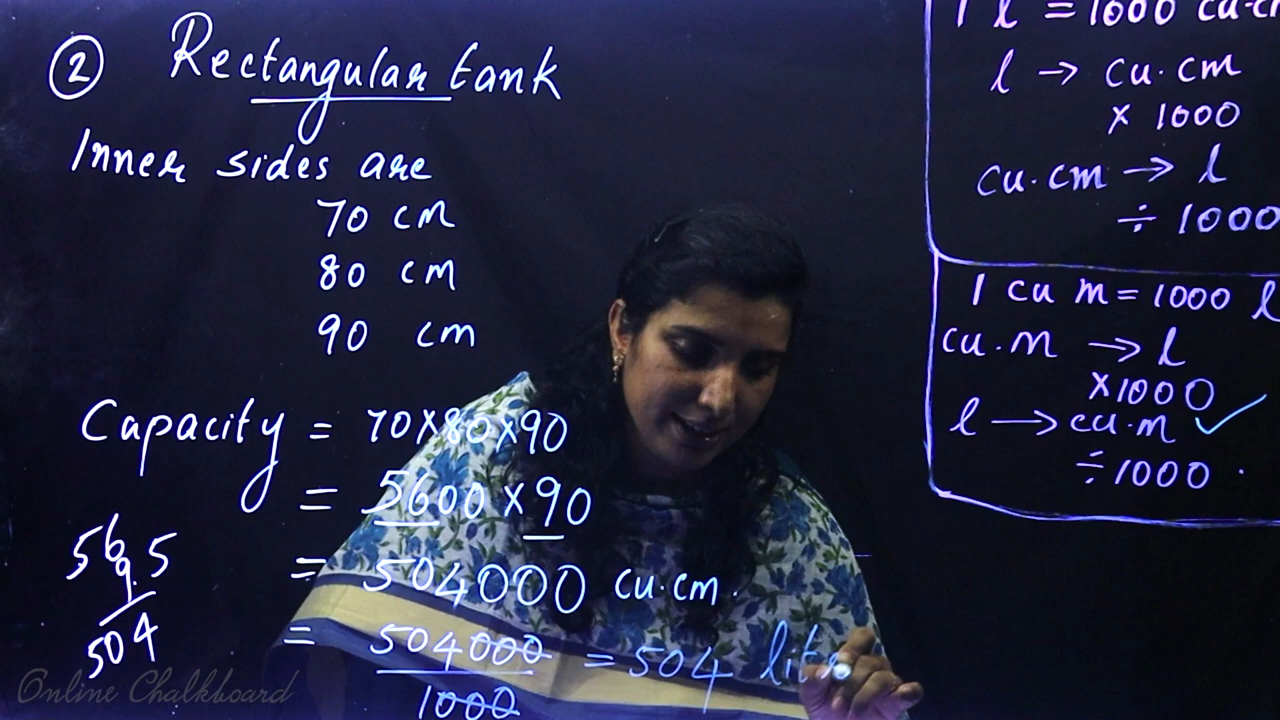 ② Rectangular tank
Inner sides are
70 cm
80 cm
90 cm
Capacity = 70×80×90
= 5600×90
= 504000 cu.cm.
= 504000/1000 = 504
56 5
9
504
1 l = 1000 cu.cm
l → cu.cm
× 1000
cu.cm → l
÷ 1000
1 cu m = 1000 l
cu.m → l
×1000
l → cu.m ✓
÷1000
Online Chalkboard